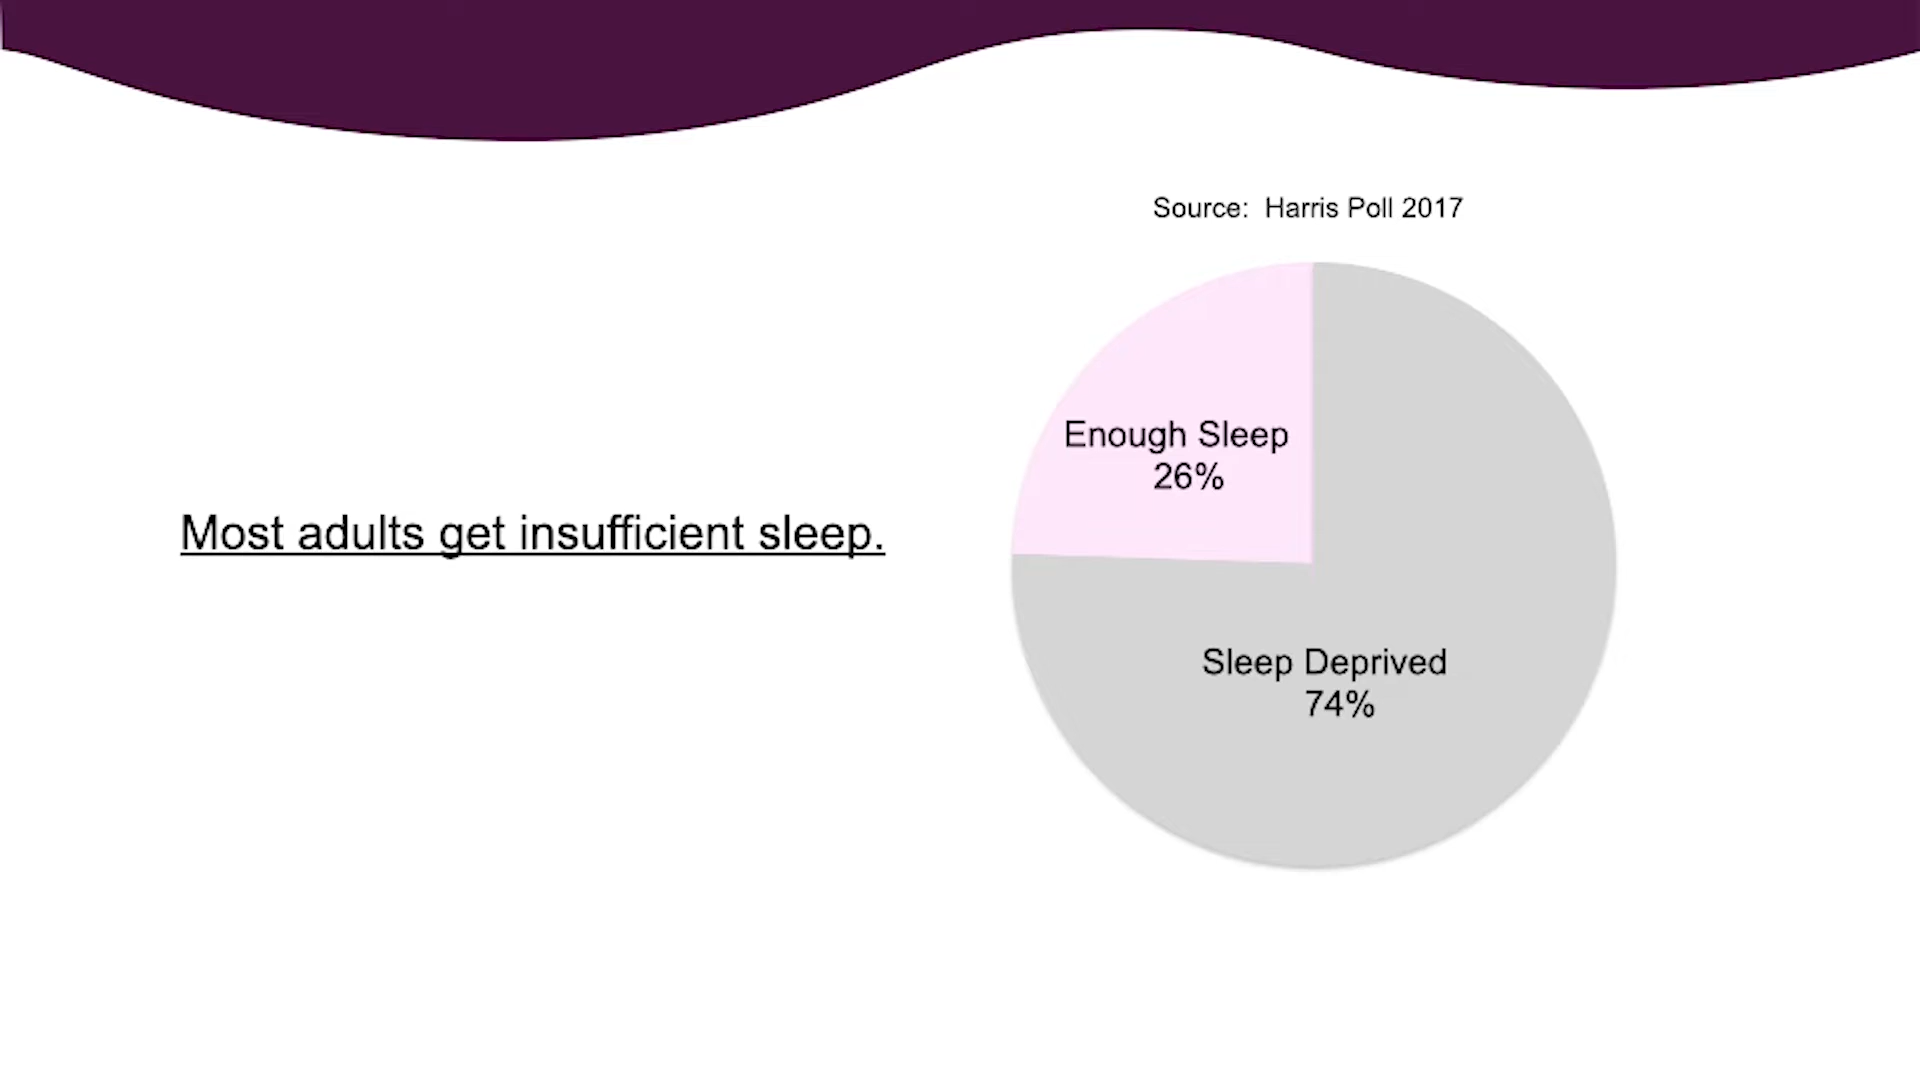 Source:  Harris Poll 2017
Enough Sleep
26%
Most adults get insufficient sleep.
Sleep Deprived
74%